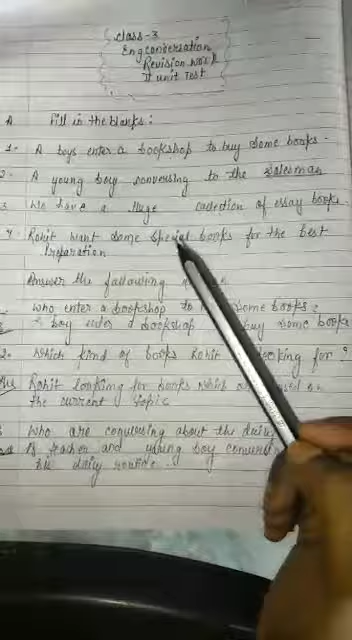 class-3
Eng conversation
Revision work
II unit Test
A Fill in the blanks:
1. A boys enter a bookshop to buy some books.
2. A young boy conversing to the salesman
3 We have a Huge collection of essay books.
4. Rohit want some special books for the best
Preparation
Answer the following
who enter a bookshop to some books?
boy enter a bookshop buy some books
2. Which kind of books Rohit looking for?
Rohit looking for books which on
the current topic
Who are conversing about the daily
A teacher and young boy
his daily routine.